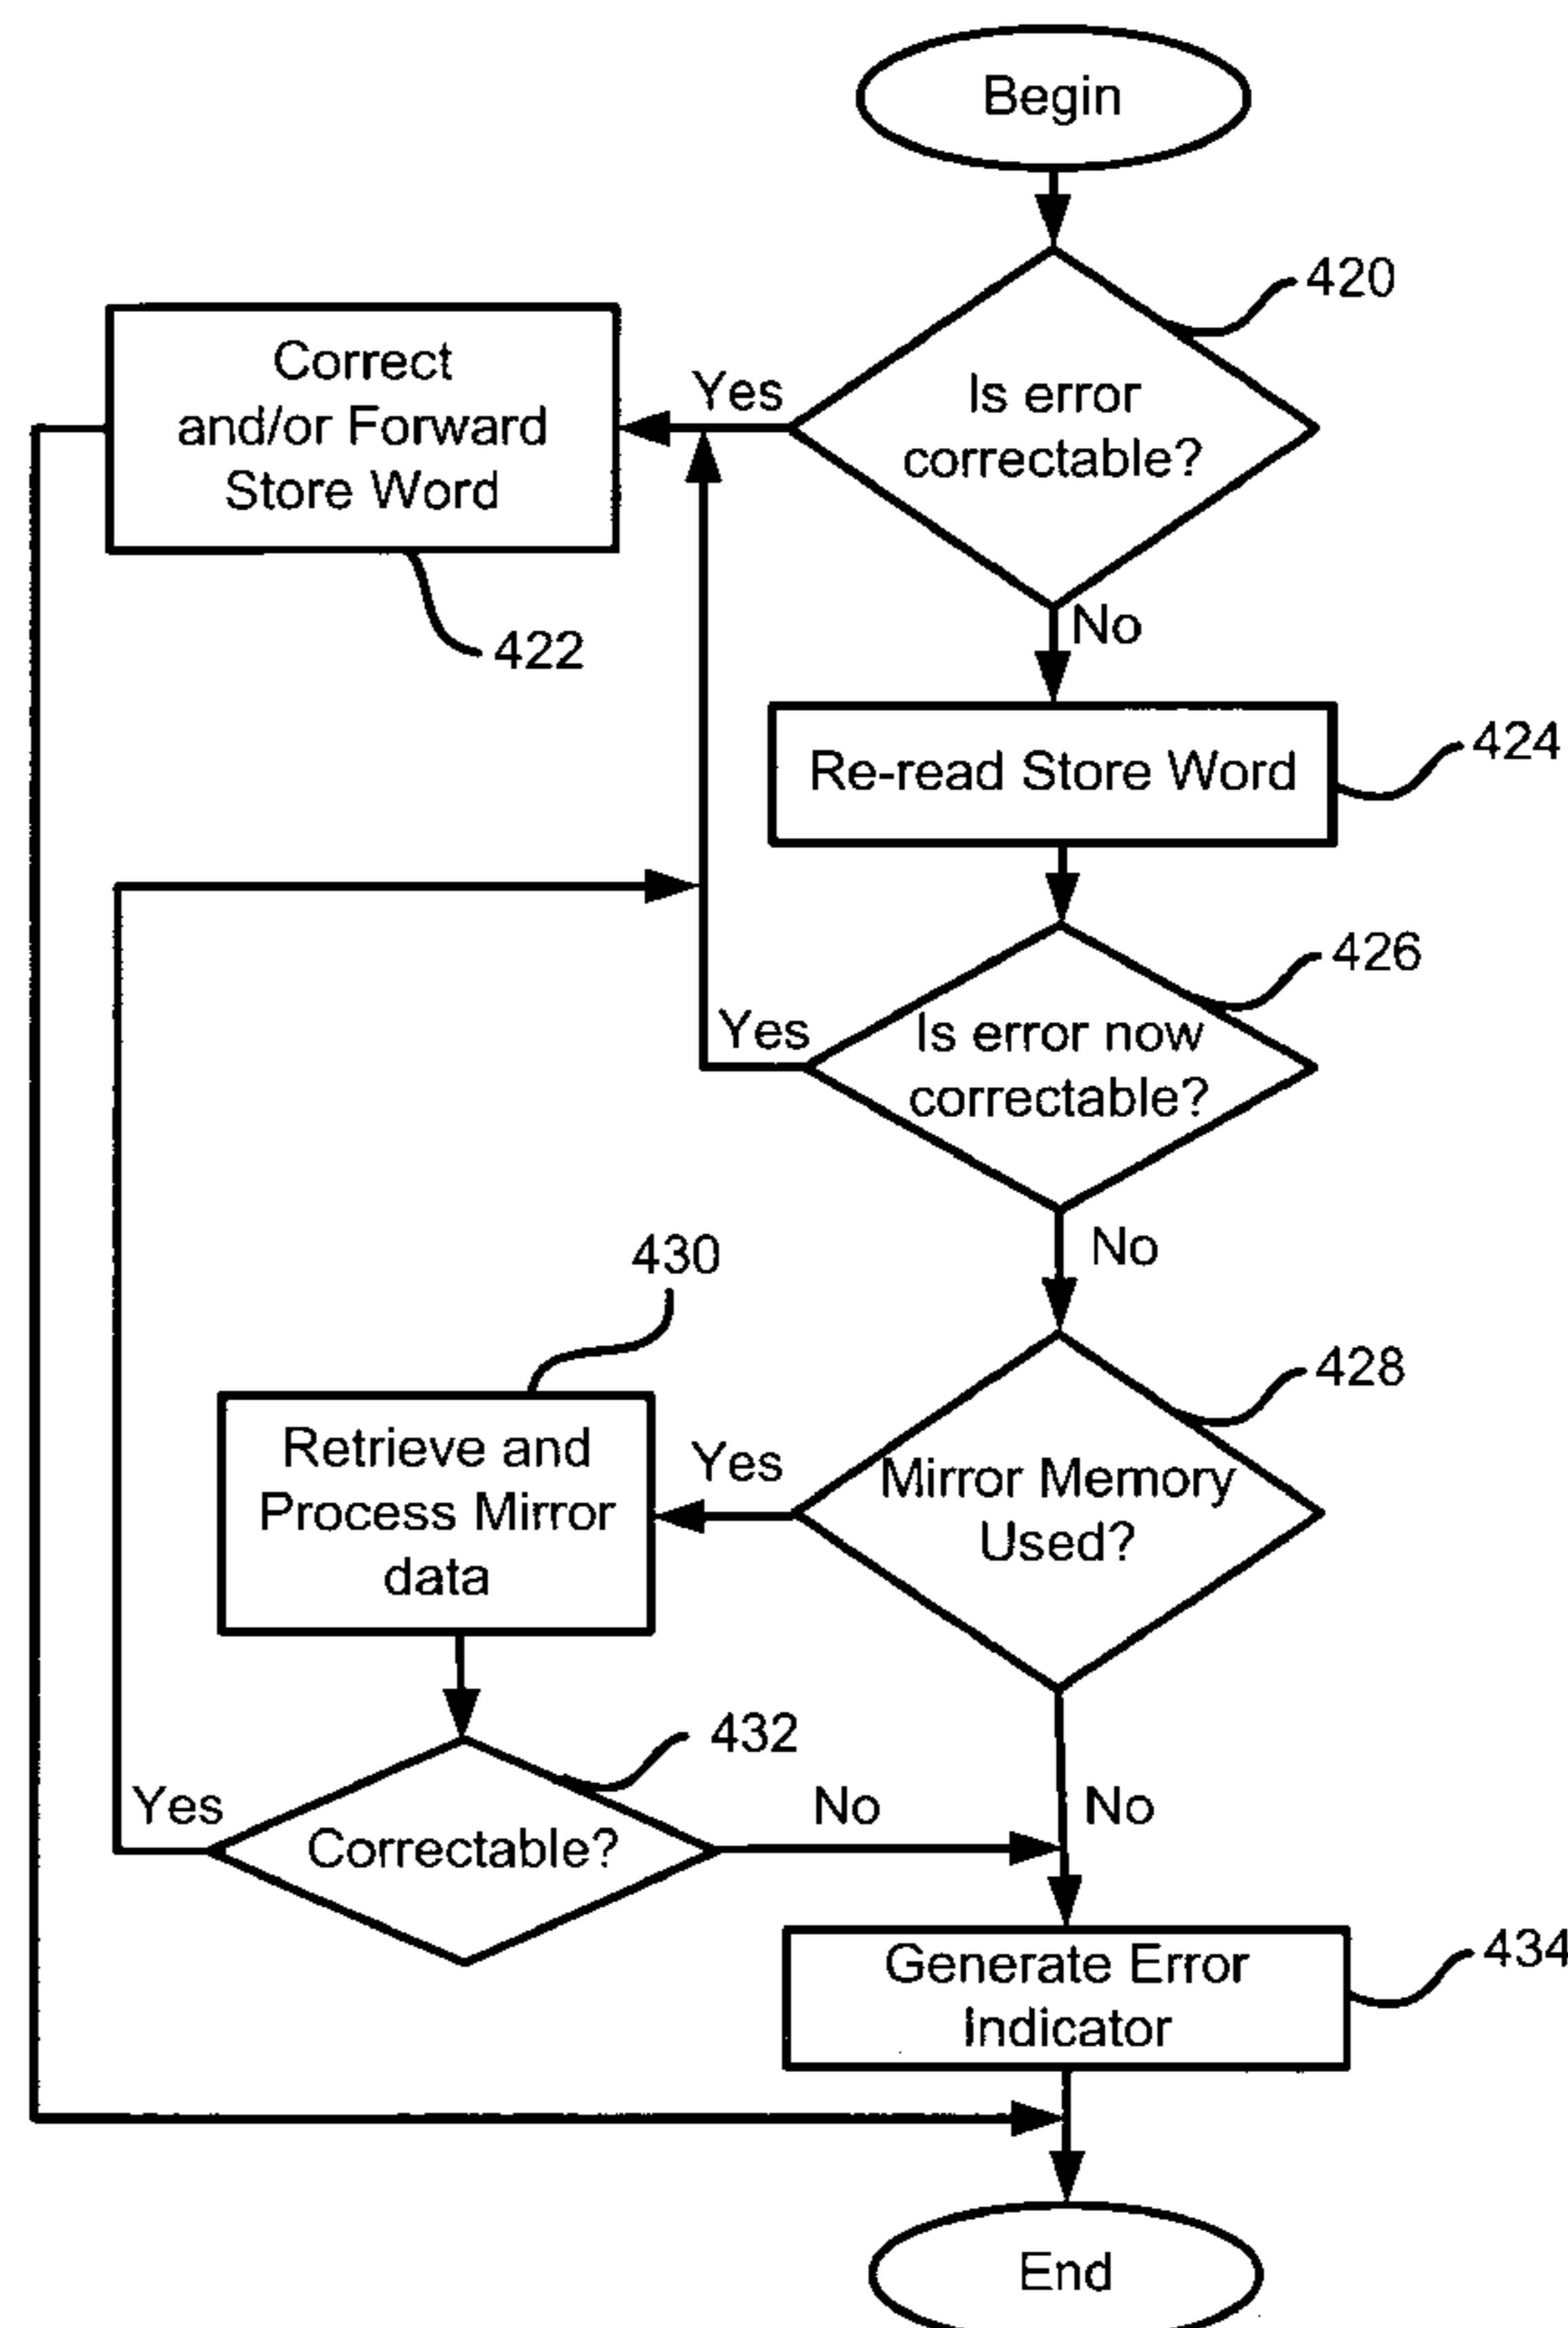 Begin
420
Is error
correctable?
Yes
Correct
and/or Forward
Store Word
422
No
Re-read Store Word
424
426
Is error now
correctable?
Yes
No
428
Mirror Memory
Used?
Yes
430
Retrieve and
Process Mirror
data
432
Correctable?
Yes
No
No
Generate Error
Indicator
434
End